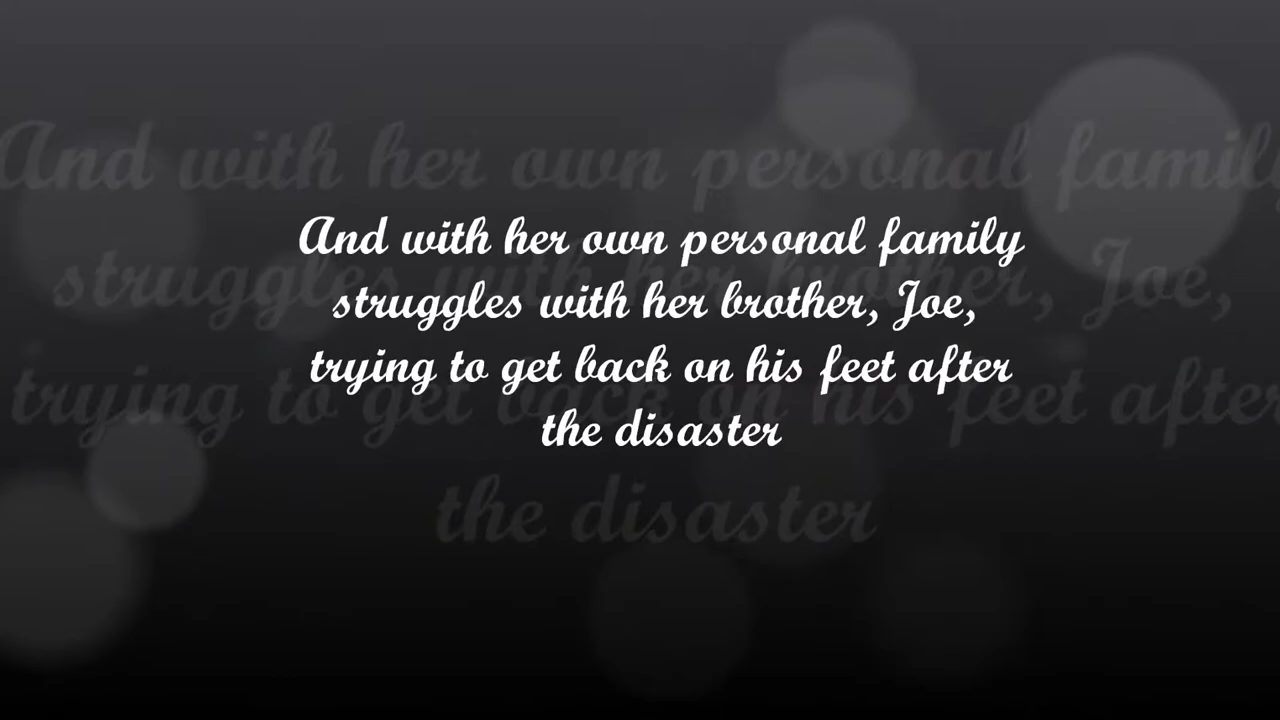 And with her own personal family
struggles with her brother, Joe,
trying to get back on his feet after
the disaster